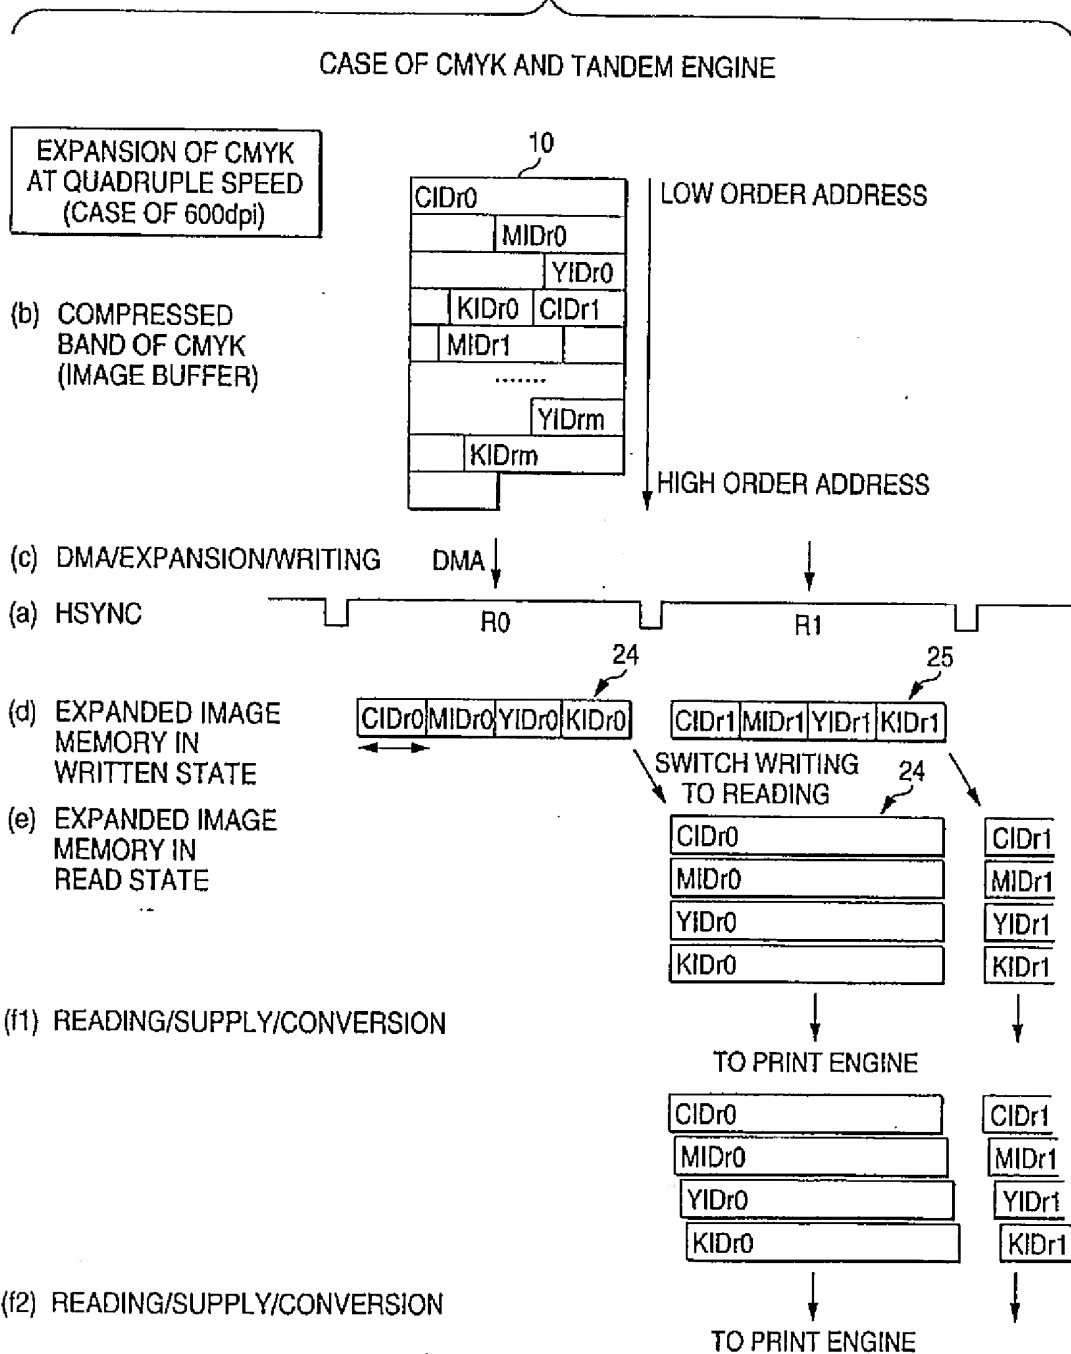 CASE OF CMYK AND TANDEM ENGINE
EXPANSION OF CMYK
AT QUADRUPLE SPEED
(CASE OF 600dpi)
10
CIDr0
LOW ORDER ADDRESS
MIDr0
YIDr0
(b) COMPRESSED
BAND OF CMYK
(IMAGE BUFFER)
KIDr0 CIDr1
MIDr1
.......
YIDrm
KIDrm
HIGH ORDER ADDRESS
(c) DMA/EXPANSION/WRITING DMA
(a) HSYNC R0 R1
24 25
(d) EXPANDED IMAGE
MEMORY IN
WRITTEN STATE
CIDr0 MIDr0 YIDr0 KIDr0 CIDr1 MIDr1 YIDr1 KIDr1
SWITCH WRITING
TO READING
24
(e) EXPANDED IMAGE
MEMORY IN
READ STATE
CIDr0 CIDr1
MIDr0 MIDr1
YIDr0 YIDr1
KIDr0 KIDr1
(f1) READING/SUPPLY/CONVERSION
TO PRINT ENGINE
CIDr0 CIDr1
MIDr0 MIDr1
YIDr0 YIDr1
KIDr0 KIDr1
(f2) READING/SUPPLY/CONVERSION
TO PRINT ENGINE